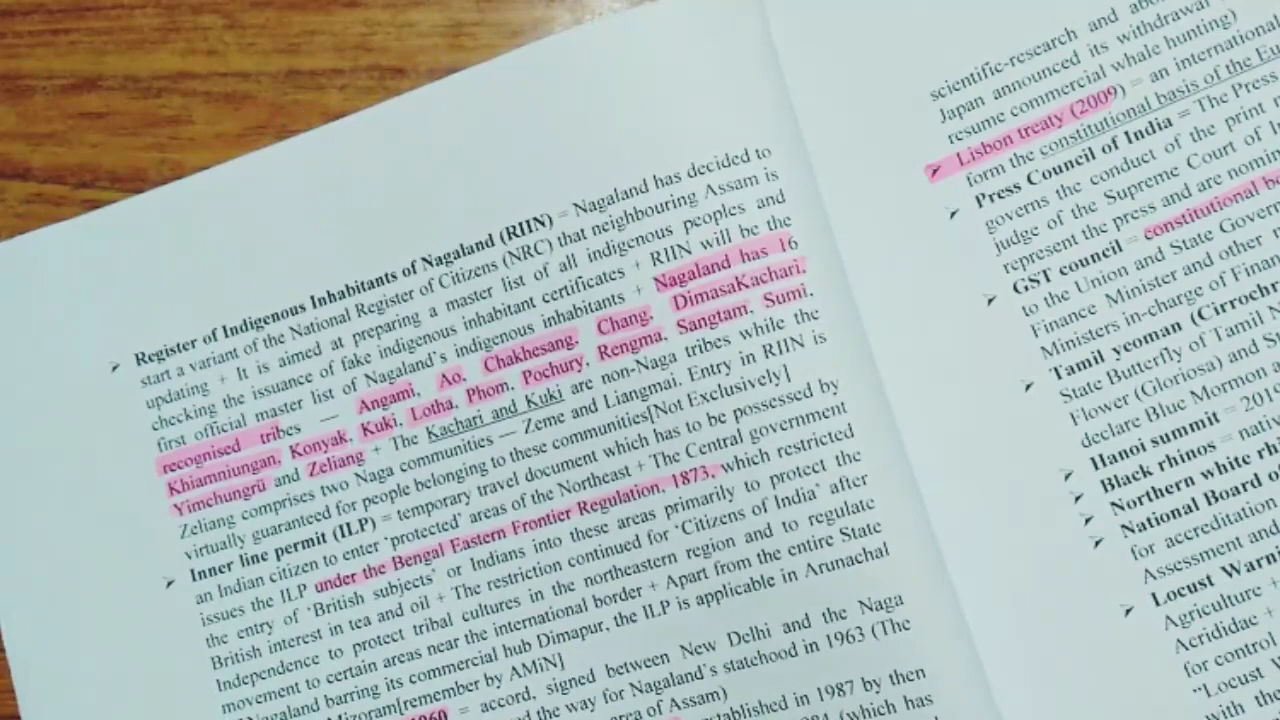 ➢ Register of Indigenous Inhabitants of Nagaland (RIIN) = Nagaland has decided to
start a variant of the National Register of Citizens (NRC) that neighbouring Assam is
updating + It is aimed at preparing a master list of all indigenous peoples and
checking the issuance of fake indigenous inhabitant certificates + RIIN will be the
first official master list of Nagaland's indigenous inhabitants + Nagaland has 16
recognised tribes — Angami, Ao, Chakhesang, Chang, DimasaKachari,
Khiamniungan, Konyak, Kuki, Lotha, Phom, Pochury, Rengma, Sangtam, Sumi,
Yimchungrü and Zeliang + The Kachari and Kuki are non-Naga tribes while the
Zeliang comprises two Naga communities — Zeme and Liangmai. Entry in RIIN is
virtually guaranteed for people belonging to these communities[Not Exclusively]
➢ Inner line permit (ILP) = temporary travel document which has to be possessed by
an Indian citizen to enter 'protected' areas of the Northeast + The Central government
issues the ILP under the Bengal Eastern Frontier Regulation, 1873, which restricted
the entry of 'British subjects' or Indians into these areas primarily to protect the
British interest in tea and oil + The restriction continued for 'Citizens of India' after
Independence to protect tribal cultures in the northeastern region and to regulate
movement to certain areas near the international border + Apart from the entire State
Nagaland barring its commercial hub Dimapur, the ILP is applicable in Arunachal
Mizoram[remember by AMiN]
1960 = accord, signed between New Delhi and the Naga
the way for Nagaland's statehood in 1963 (The
area of Assam)
established in 1987 by then
(which has
scientific-research and
Japan announced its withdrawal
resume commercial whale hunting)
➢ Lisbon treaty (2009) = an international
form the constitutional basis of the
➢ Press Council of India = The Press
governs the conduct of the print
judge of the Supreme Court of
represent the press and are
➢ GST council = constitutional
to the Union and State
Finance Minister and other
Ministers in-charge of
➢ Tamil yeoman
State Butterfly of Tamil
Flower (Gloriosa) and
declare Blue Mormon
➢ Hanoi summit =
➢ Black rhinos =
➢ Northern white
➢ National Board
for accreditation
Assessment and
➢ Locust
Agriculture +
Acrididae +
for control
"Locust
with